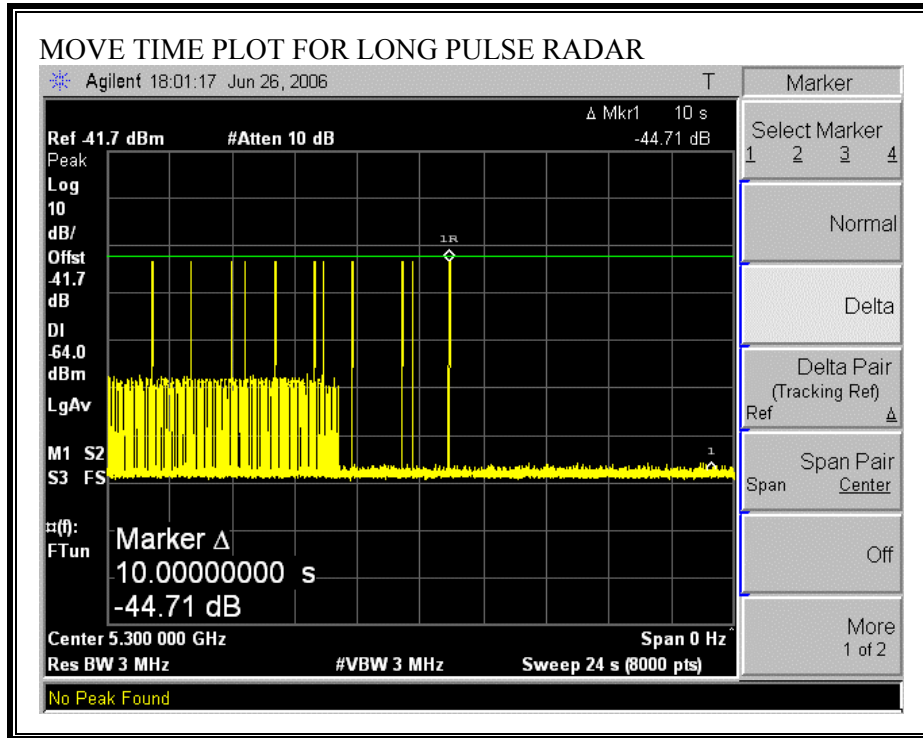 MOVE TIME PLOT FOR LONG PULSE RADAR
Agilent 18:01:17 Jun 26, 2006 T
Marker
Δ Mkr1 10 s
Ref -41.7 dBm #Atten 10 dB -44.71 dB
Select Marker
1 2 3 4
Peak
Log
10
dB/
Offst
-41.7
dB
DI
-64.0
dBm
LgAv
M1 S2
S3 FS
¤(f):
FTun
1R
1
Marker Δ
10.00000000 s
-44.71 dB
Center 5.300 000 GHz Span 0 Hz^
Res BW 3 MHz #VBW 3 MHz Sweep 24 s (8000 pts)
Normal
Delta
Delta Pair
(Tracking Ref)
Ref Δ
Span Pair
Span Center
Off
More
1 of 2
No Peak Found